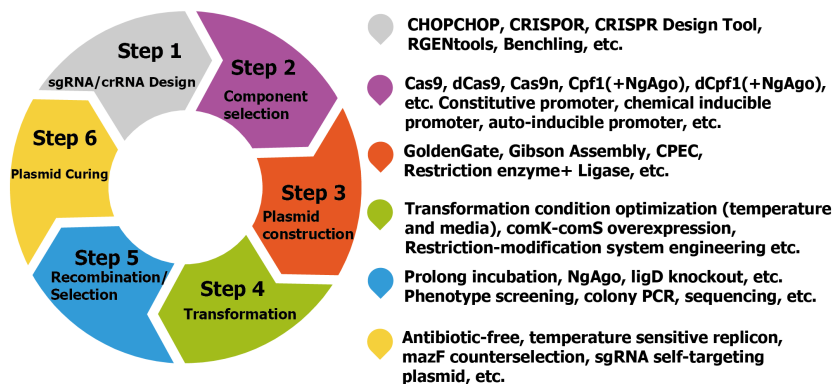 Step 1
sgRNA/crRNA Design
Step 2
Component
selection
Step 3
Plasmid
construction
Step 4
Transformation
Step 5
Recombination/
Selection
Step 6
Plasmid Curing
CHOPCHOP, CRISPOR, CRISPR Design Tool,
RGENtools, Benchling, etc.
Cas9, dCas9, Cas9n, Cpf1(+NgAgo), dCpf1(+NgAgo),
etc. Constitutive promoter, chemical inducible
promoter, auto-inducible promoter, etc.
GoldenGate, Gibson Assembly, CPEC,
Restriction enzyme+ Ligase, etc.
Transformation condition optimization (temperature
and media), comK-comS overexpression,
Restriction-modification system engineering etc.
Prolong incubation, NgAgo, ligD knockout, etc.
Phenotype screening, colony PCR, sequencing, etc.
Antibiotic-free, temperature sensitive replicon,
mazF counterselection, sgRNA self-targeting
plasmid, etc.